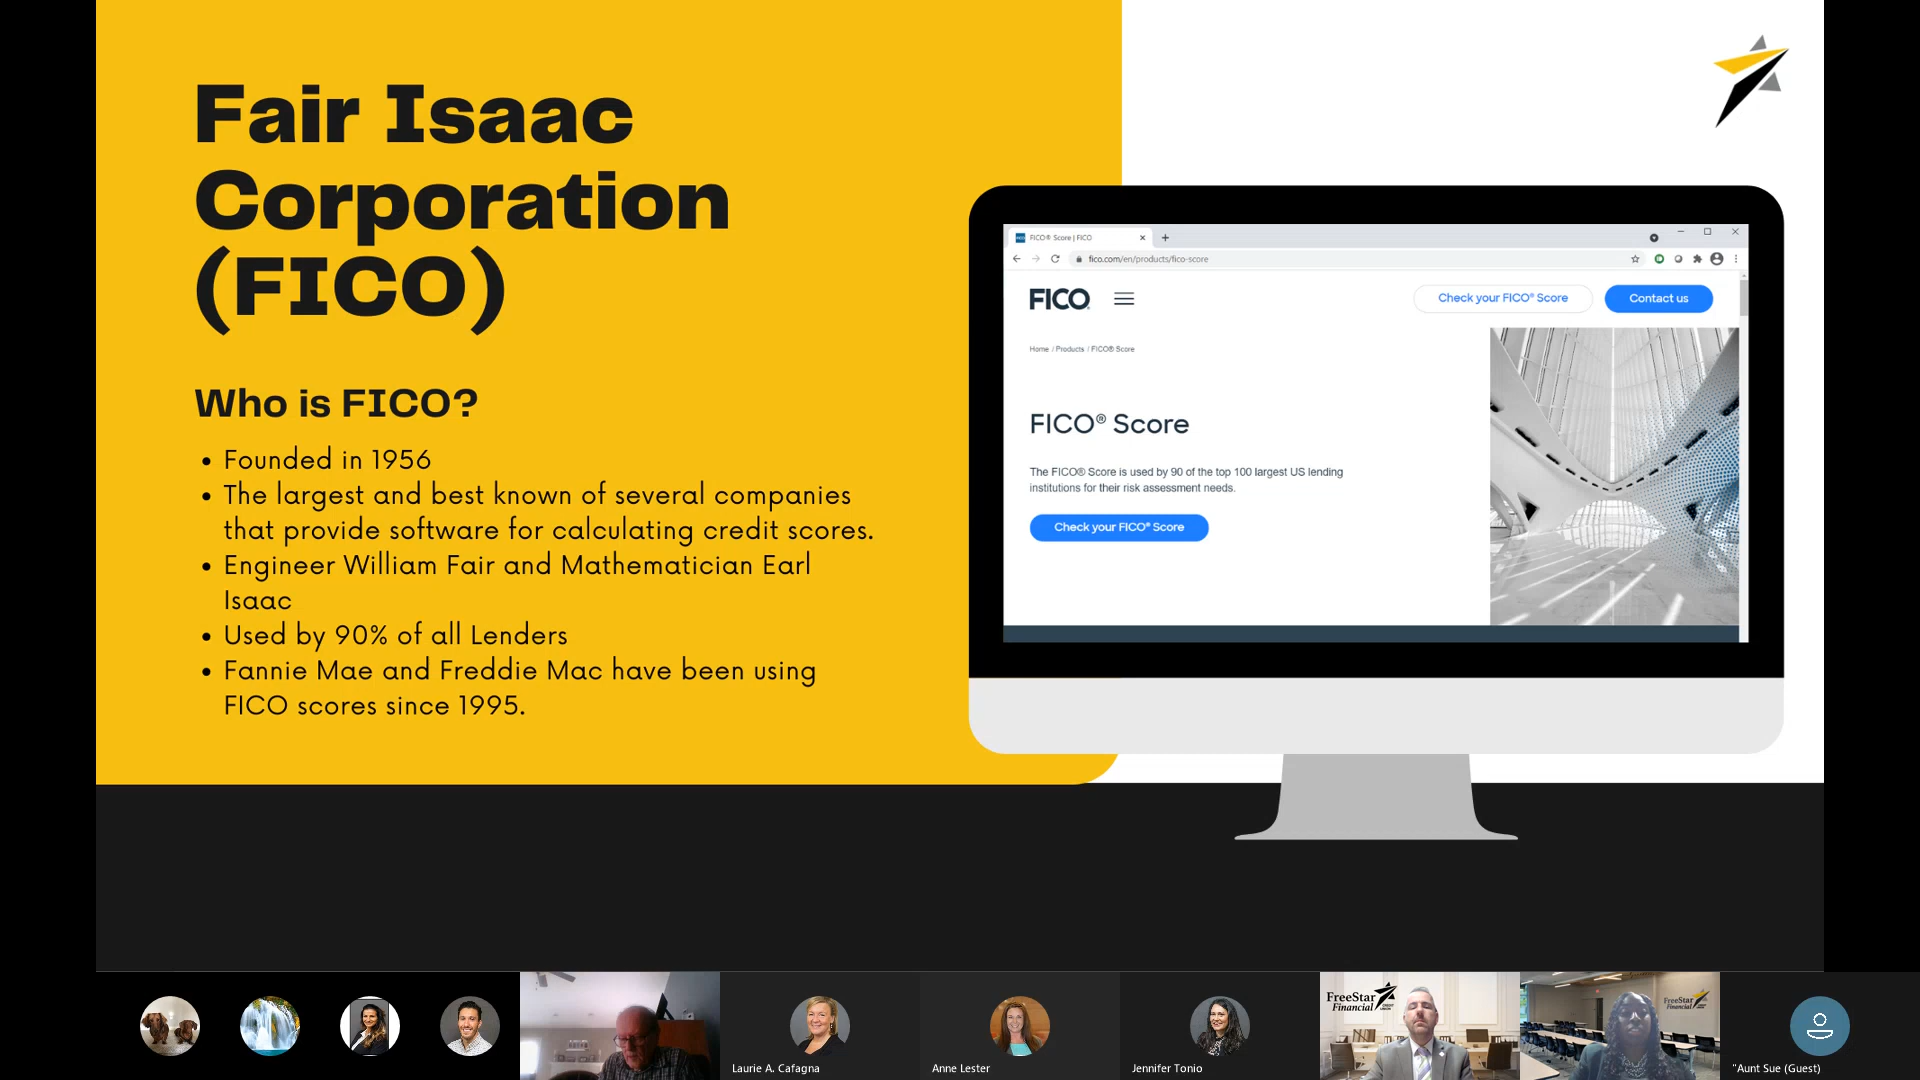 Fair Isaac
Corporation
(FICO)
Who is FICO?
• Founded in 1956
• The largest and best known of several companies
that provide software for calculating credit scores.
• Engineer William Fair and Mathematician Earl
Isaac
• Used by 90% of all Lenders
• Fannie Mae and Freddie Mac have been using
FICO scores since 1995.
FICO® Score | FICO
fico.com/en/products/fico-score
FICO
Check your FICO® Score
Contact us
Home / Products / FICO® Score
FICO® Score
The FICO® Score is used by 90 of the top 100 largest US lending
institutions for their risk assessment needs.
Check your FICO® Score
Laurie A. Cafagna
Anne Lester
Jennifer Tonio
FreeStar
Financial
FreeStar
Financial
"Aunt Sue (Guest)